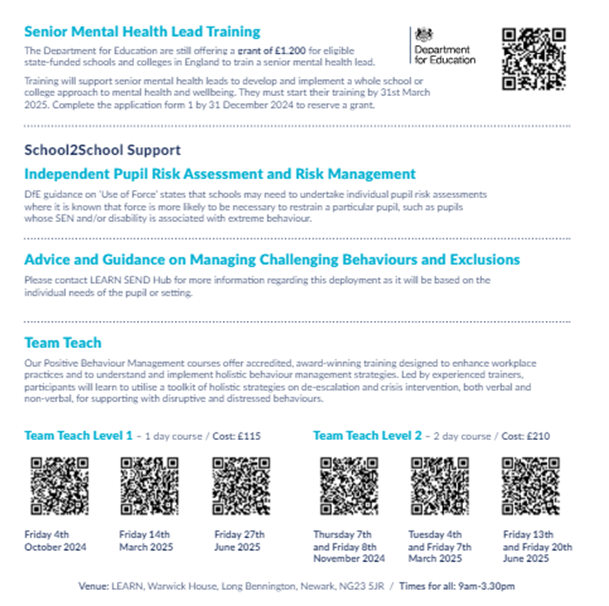 Senior Mental Health Lead Training
The Department for Education are still offering a grant of £1,200 for eligible
state-funded schools and colleges in England to train a senior mental health lead.
Department
for Education
Training will support senior mental health leads to develop and implement a whole school or
college approach to mental health and wellbeing. They must start their training by 31st March
2025. Complete the application form 1 by 31 December 2024 to reserve a grant.
School2School Support
Independent Pupil Risk Assessment and Risk Management
DfE guidance on 'Use of Force' states that schools may need to undertake individual pupil risk assessments
where it is known that force is more likely to be necessary to restrain a particular pupil, such as pupils
whose SEN and/or disability is associated with extreme behaviour.
Advice and Guidance on Managing Challenging Behaviours and Exclusions
Please contact LEARN SEND Hub for more information regarding this deployment as it will be based on the
individual needs of the pupil or setting.
Team Teach
Our Positive Behaviour Management courses offer accredited, award-winning training designed to enhance workplace
practices and to understand and implement holistic behaviour management strategies. Led by experienced trainers,
participants will learn to utilise a toolkit of holistic strategies on de-escalation and crisis intervention, both verbal and
non-verbal, for supporting with disruptive and distressed behaviours.
Team Teach Level 1 – 1 day course / Cost: £115
Friday 4th
October 2024
Friday 14th
March 2025
Friday 27th
June 2025
Team Teach Level 2 – 2 day course / Cost: £210
Thursday 7th
and Friday 8th
November 2024
Tuesday 4th
and Friday 7th
March 2025
Friday 13th
and Friday 20th
June 2025
Venue: LEARN, Warwick House, Long Bennington, Newark, NG23 5JR / Times for all: 9am-3.30pm